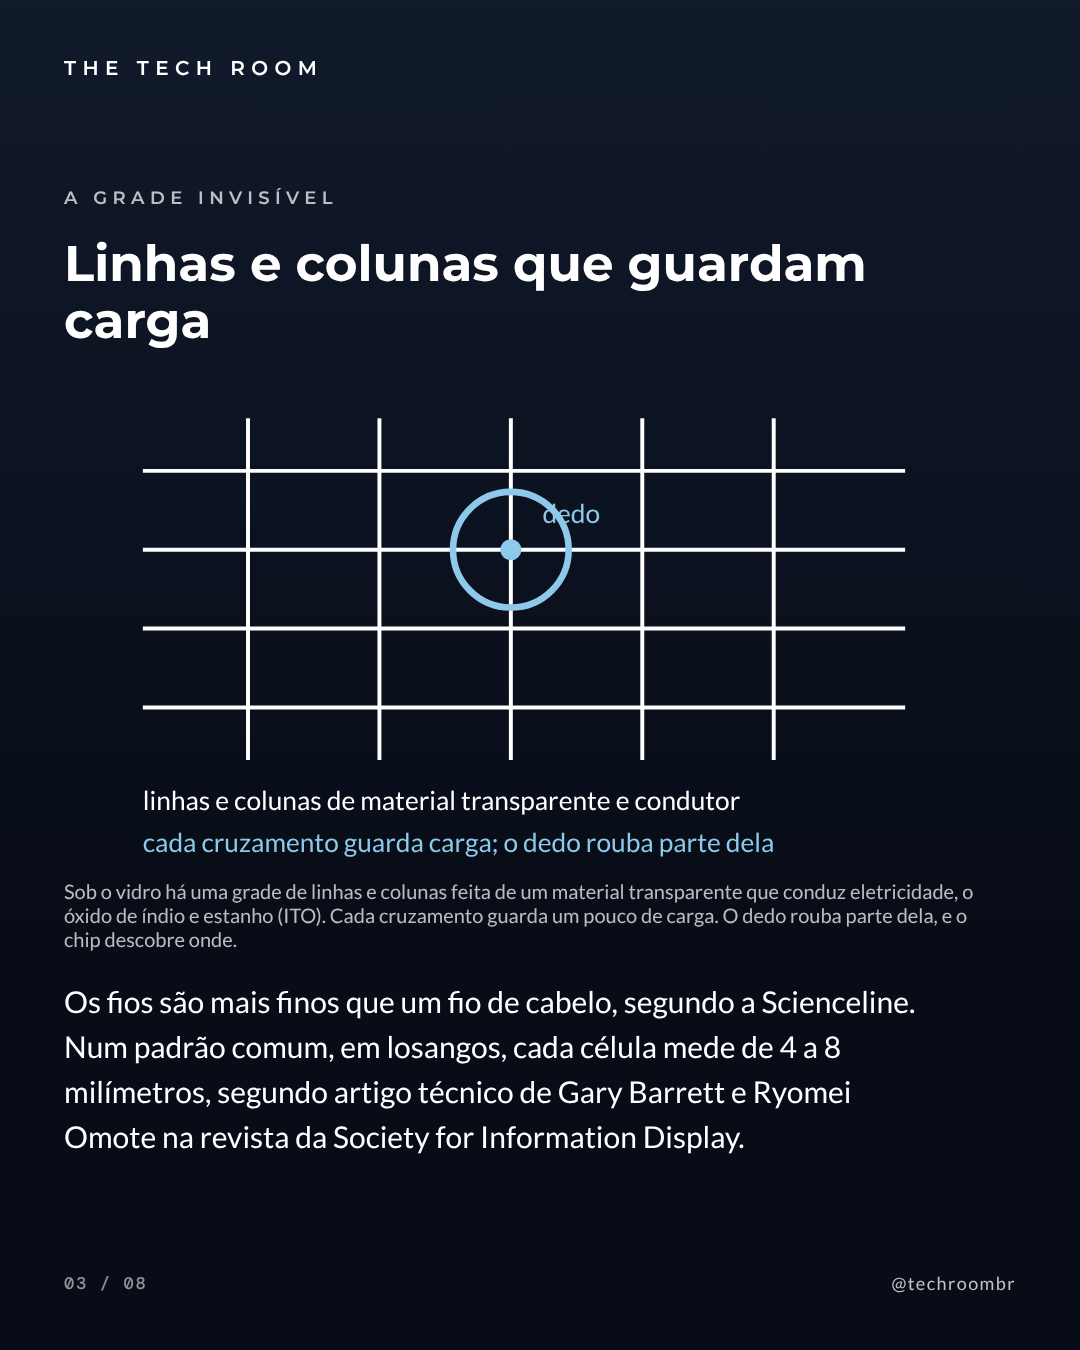 THE TECH ROOM
A GRADE INVISÍVEL
Linhas e colunas que guardam
carga
dedo
linhas e colunas de material transparente e condutor
cada cruzamento guarda carga; o dedo rouba parte dela
Sob o vidro há uma grade de linhas e colunas feita de um material transparente que conduz eletricidade, o
óxido de índio e estanho (ITO). Cada cruzamento guarda um pouco de carga. O dedo rouba parte dela, e o
chip descobre onde.
Os fios são mais finos que um fio de cabelo, segundo a Scienceline.
Num padrão comum, em losangos, cada célula mede de 4 a 8
milímetros, segundo artigo técnico de Gary Barrett e Ryomei
Omote na revista da Society for Information Display.
03 / 08
@techroombr